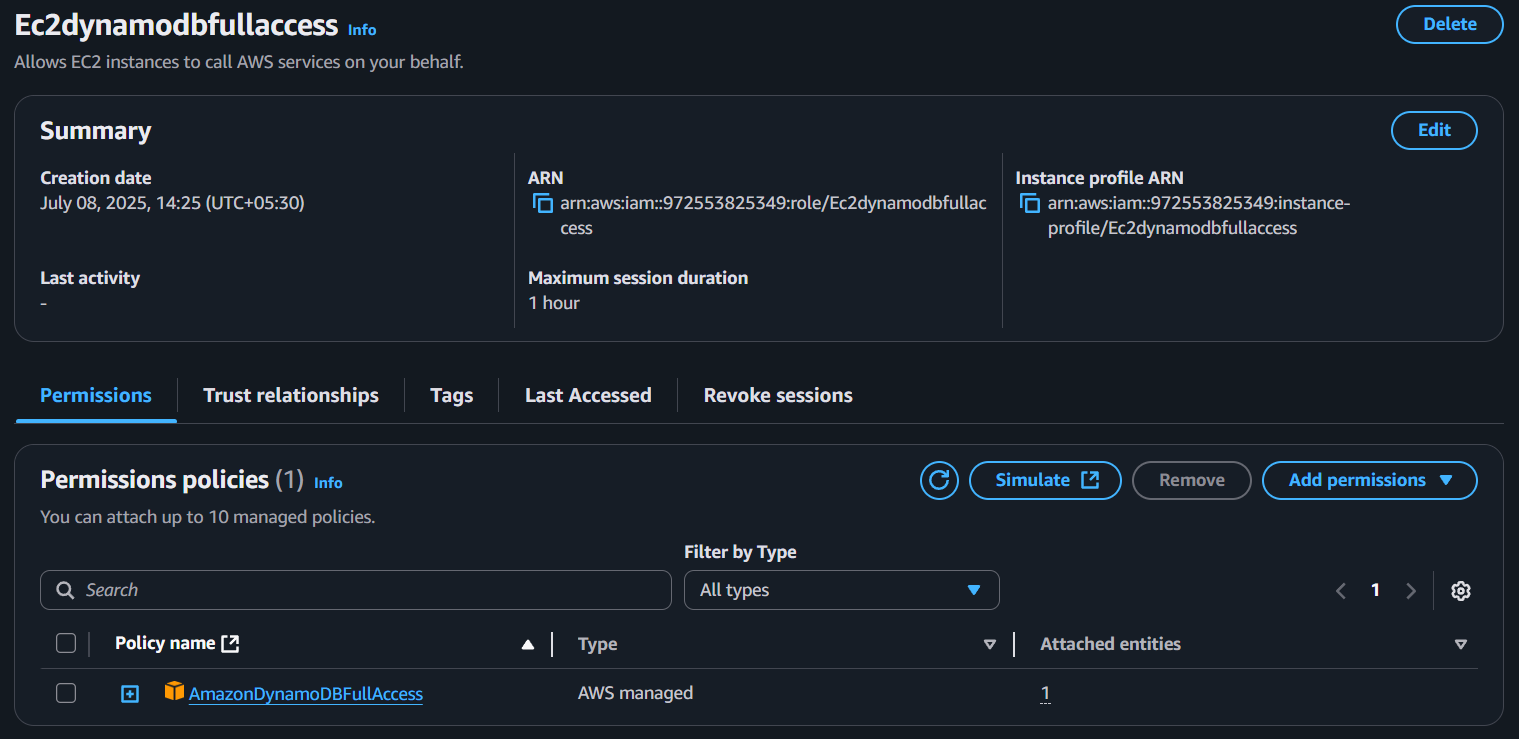 Ec2dynamodbfullaccess Info
Delete
Allows EC2 instances to call AWS services on your behalf.
Summary
Edit
Creation date
July 08, 2025, 14:25 (UTC+05:30)
ARN
arn:aws:iam::972553825349:role/Ec2dynamodbfullac
cess
Instance profile ARN
arn:aws:iam::972553825349:instance-
profile/Ec2dynamodbfullaccess
Last activity
-
Maximum session duration
1 hour
Permissions
Trust relationships
Tags
Last Accessed
Revoke sessions
Permissions policies (1) Info
Simulate
Remove
Add permissions
You can attach up to 10 managed policies.
Filter by Type
Search
All types
1
Policy name
Type
Attached entities
AmazonDynamoDBFullAccess
AWS managed
1